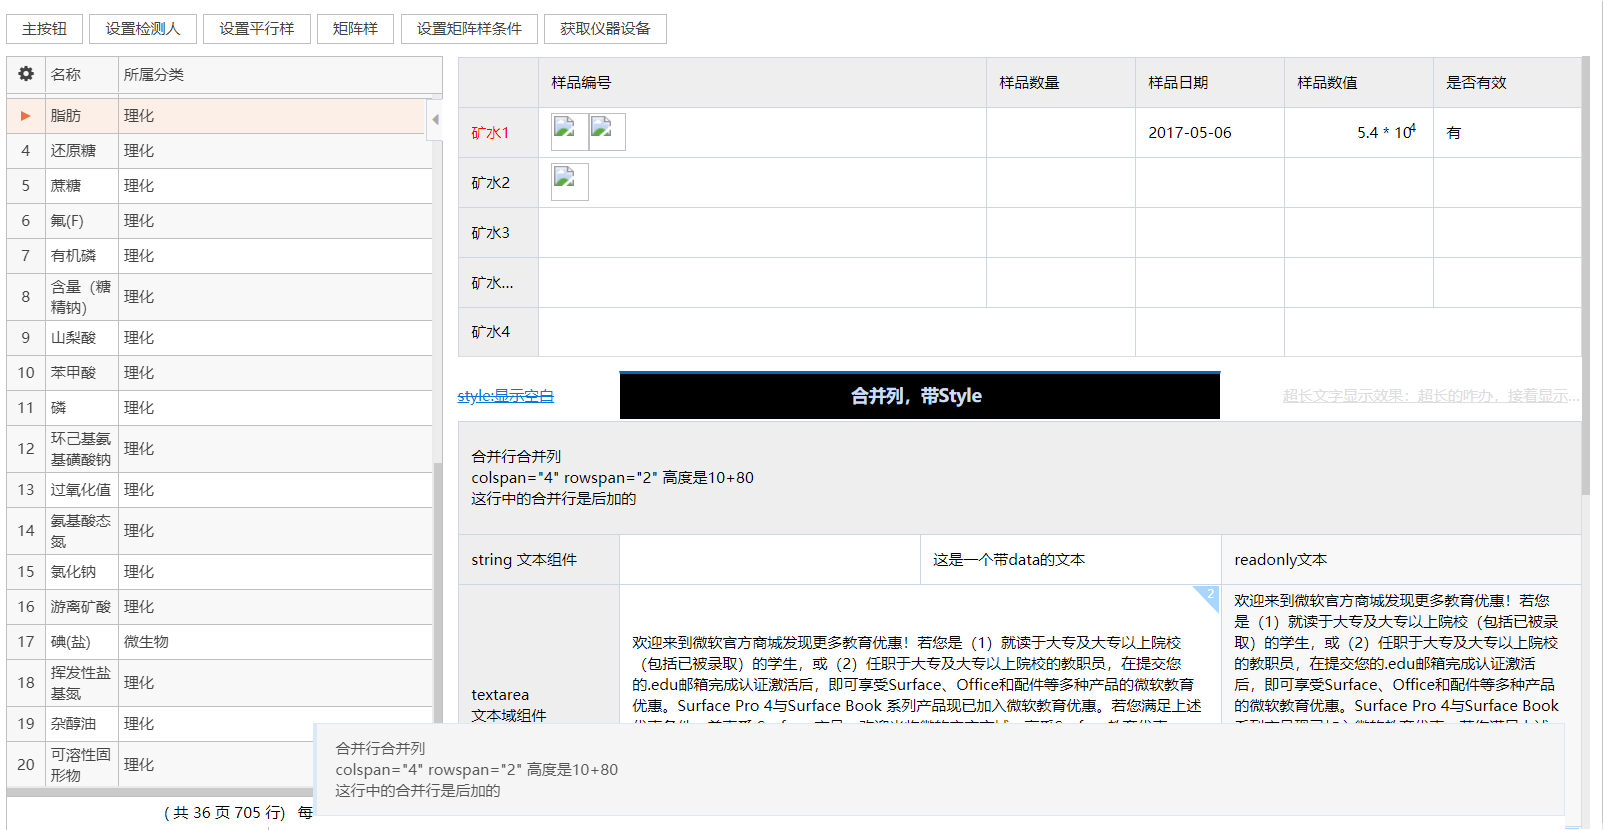 主按钮 设置检测人 设置平行样 矩阵样 设置矩阵样条件 获取仪器设备
名称 所属分类
脂肪 理化
4 还原糖 理化
5 蔗糖 理化
6 氟(F) 理化
7 有机磷 理化
8 含量（糖
精钠） 理化
9 山梨酸 理化
10 苯甲酸 理化
11 磷 理化
12 环己基氨
基磺酸钠 理化
13 过氧化值 理化
14 氨基酸态
氮 理化
15 氯化钠 理化
16 游离矿酸 理化
17 碘(盐) 微生物
18 挥发性盐
基氮 理化
19 杂醇油 理化
20 可溶性固
形物 理化
( 共 36 页 705 行) 每
样品编号 样品数量 样品日期 样品数值 是否有效
矿水1 2017-05-06 5.4 * 10⁴ 有
矿水2
矿水3
矿水...
矿水4
style:显示空白 合并列，带Style 超长文字显示效果：超长的咋办，接着显示...
合并行合并列
colspan="4" rowspan="2" 高度是10+80
这行中的合并行是后加的
string 文本组件 这是一个带data的文本 readonly文本
textarea
文本域组件
2
欢迎来到微软官方商城发现更多教育优惠！若您是（1）就读于大专及大专以上院校
（包括已被录取）的学生，或（2）任职于大专及大专以上院校的教职员，在提交您
的.edu邮箱完成认证激活后，即可享受Surface、Office和配件等多种产品的微软教育
优惠。Surface Pro 4与Surface Book 系列产品现已加入微软教育优惠。若您满足上述
欢迎来到微软官方商城发现更多教育优惠！若您
是（1）就读于大专及大专以上院校（包括已被录
取）的学生，或（2）任职于大专及大专以上院校
的教职员，在提交您的.edu邮箱完成认证激活
后，即可享受Surface、Office和配件等多种产品
的微软教育优惠。Surface Pro 4与Surface Book
合并行合并列
colspan="4" rowspan="2" 高度是10+80
这行中的合并行是后加的